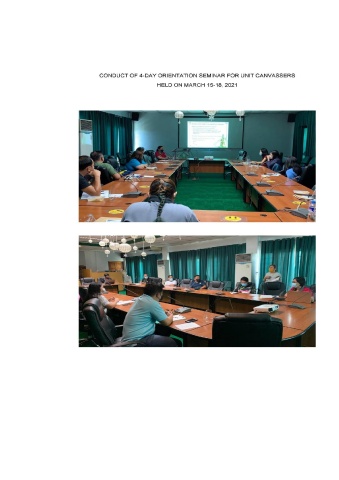 CONDUCT OF 4-DAY ORIENTATION SEMINAR FOR UNIT CANVASSERS
HELD ON MARCH 15-18, 2021